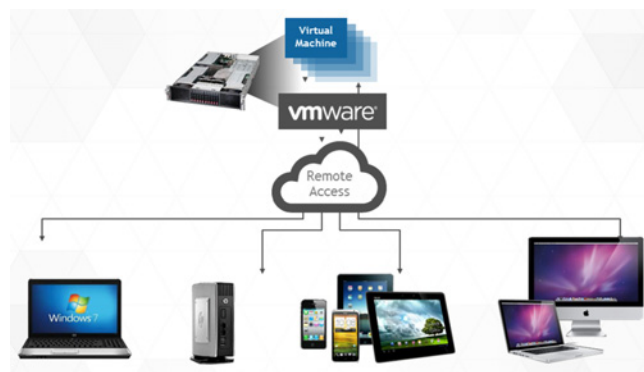 Virtual
Machine
vmware
Remote
Access
Windows 7